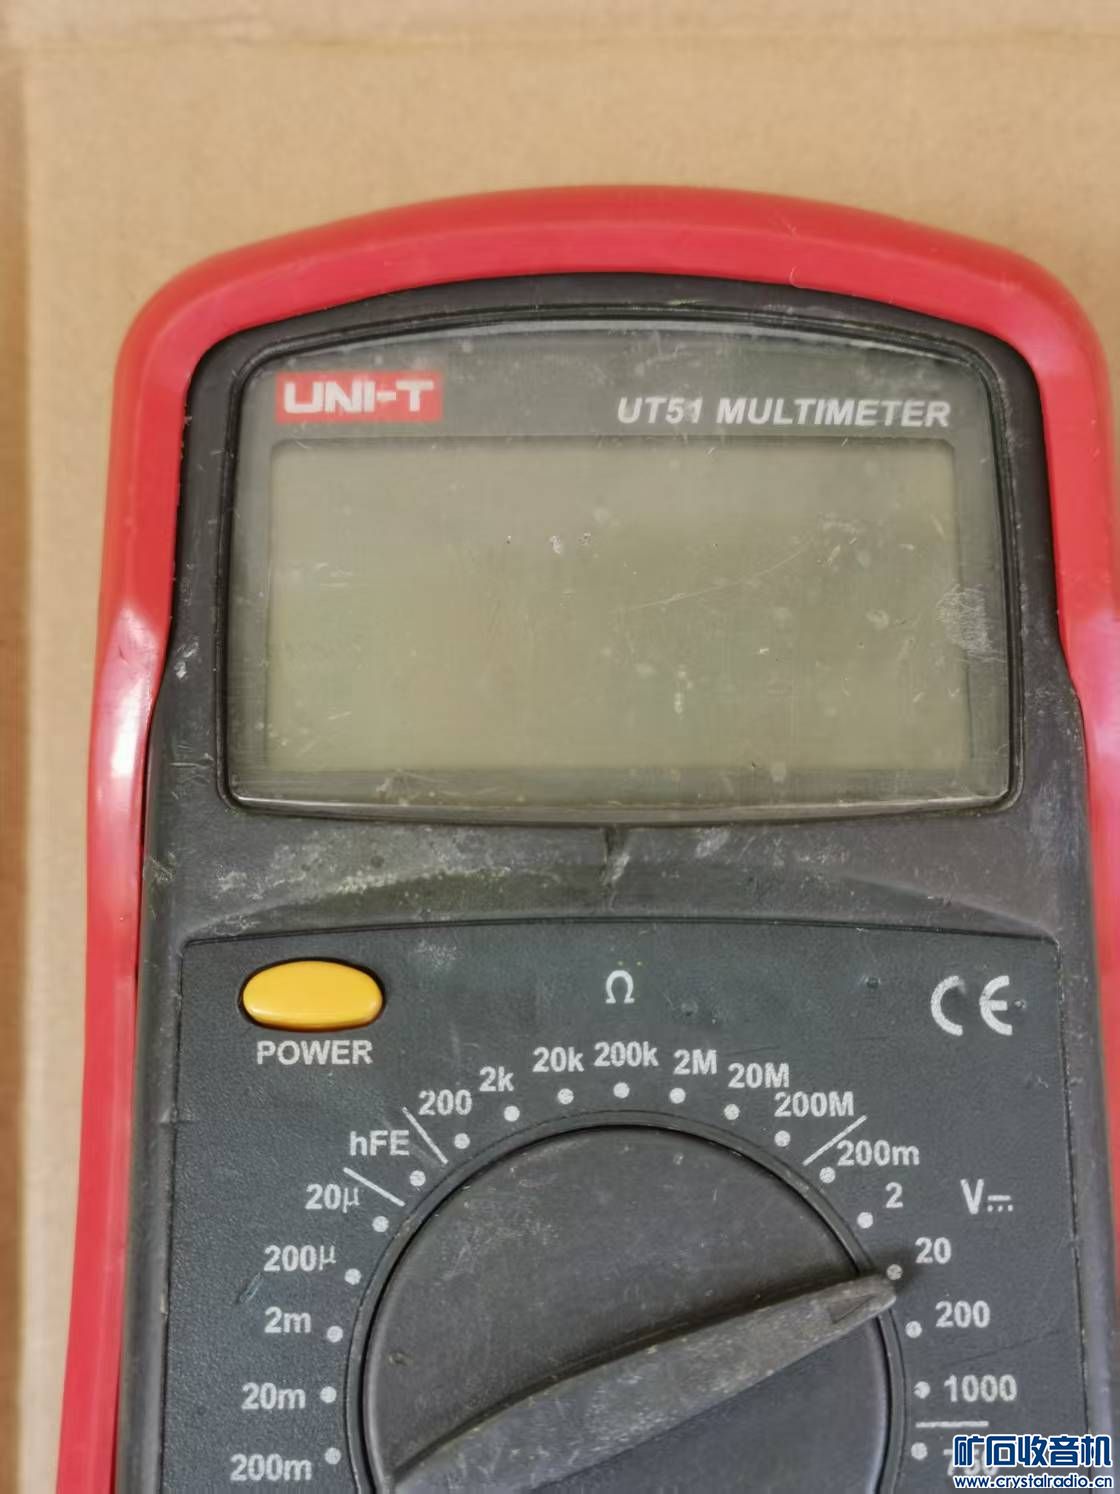 UNI-T
UT51 MULTIMETER
POWER
Ω
CE
200
2k
20k
200k
2M
20M
200M
hFE
20μ
200μ
2m
20m
200m
200m
2
20
200
1000
V⎓
矿石收音机
www.crystalradio.cn